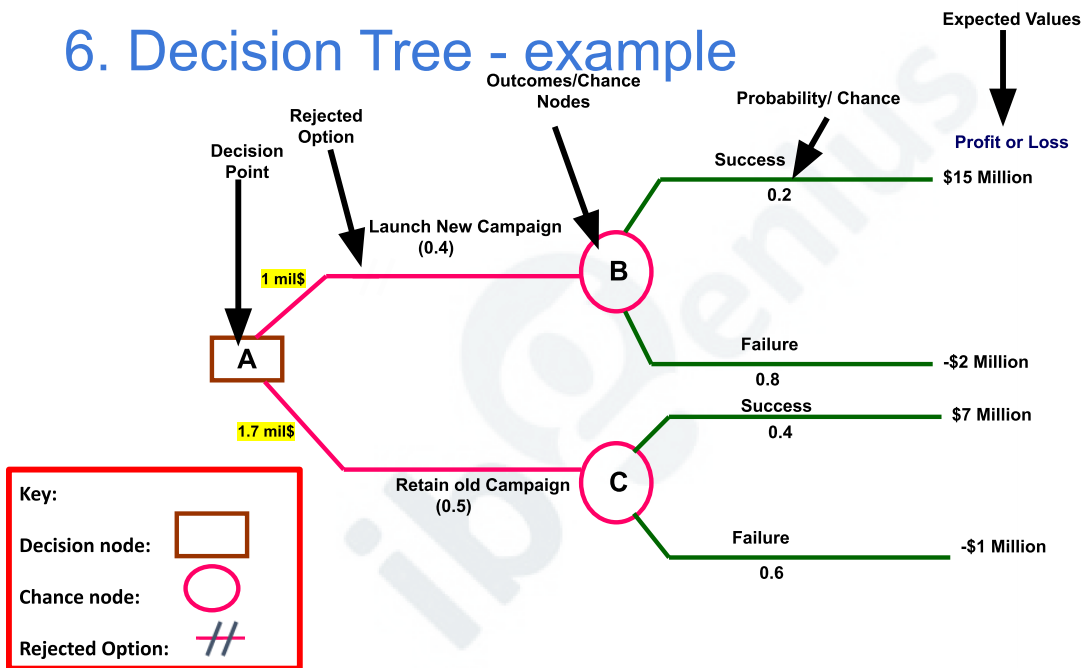 Expected Values
6. Decision Tree - example
Outcomes/Chance
Nodes
Probability/ Chance
Rejected
Option
Decision
Point
Profit or Loss
Success
0.2
$15 Million
Launch New Campaign
(0.4)
1 mil$
B
A
Failure
0.8
-$2 Million
Success
0.4
$7 Million
1.7 mil$
Retain old Campaign
(0.5)
C
Failure
0.6
-$1 Million
Key:
Decision node:
Chance node:
Rejected Option:
ibgenius